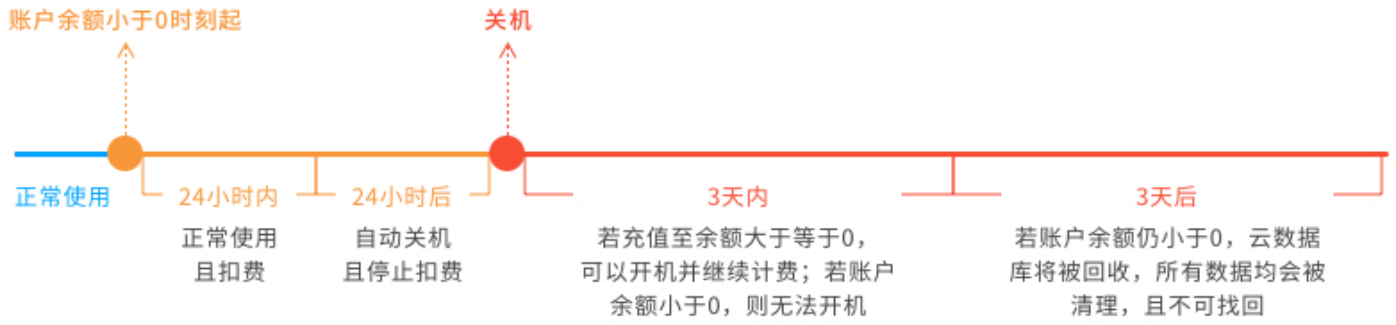 账户余额小于0时刻起
关机
正常使用
24小时内
24小时后
3天内
3天后
正常使用
且扣费
自动关机
且停止扣费
若充值至余额大于等于0，
可以开机并继续计费；若账户
余额小于0，则无法开机
若账户余额仍小于0，云数据
库将被回收，所有数据均会被
清理，且不可找回